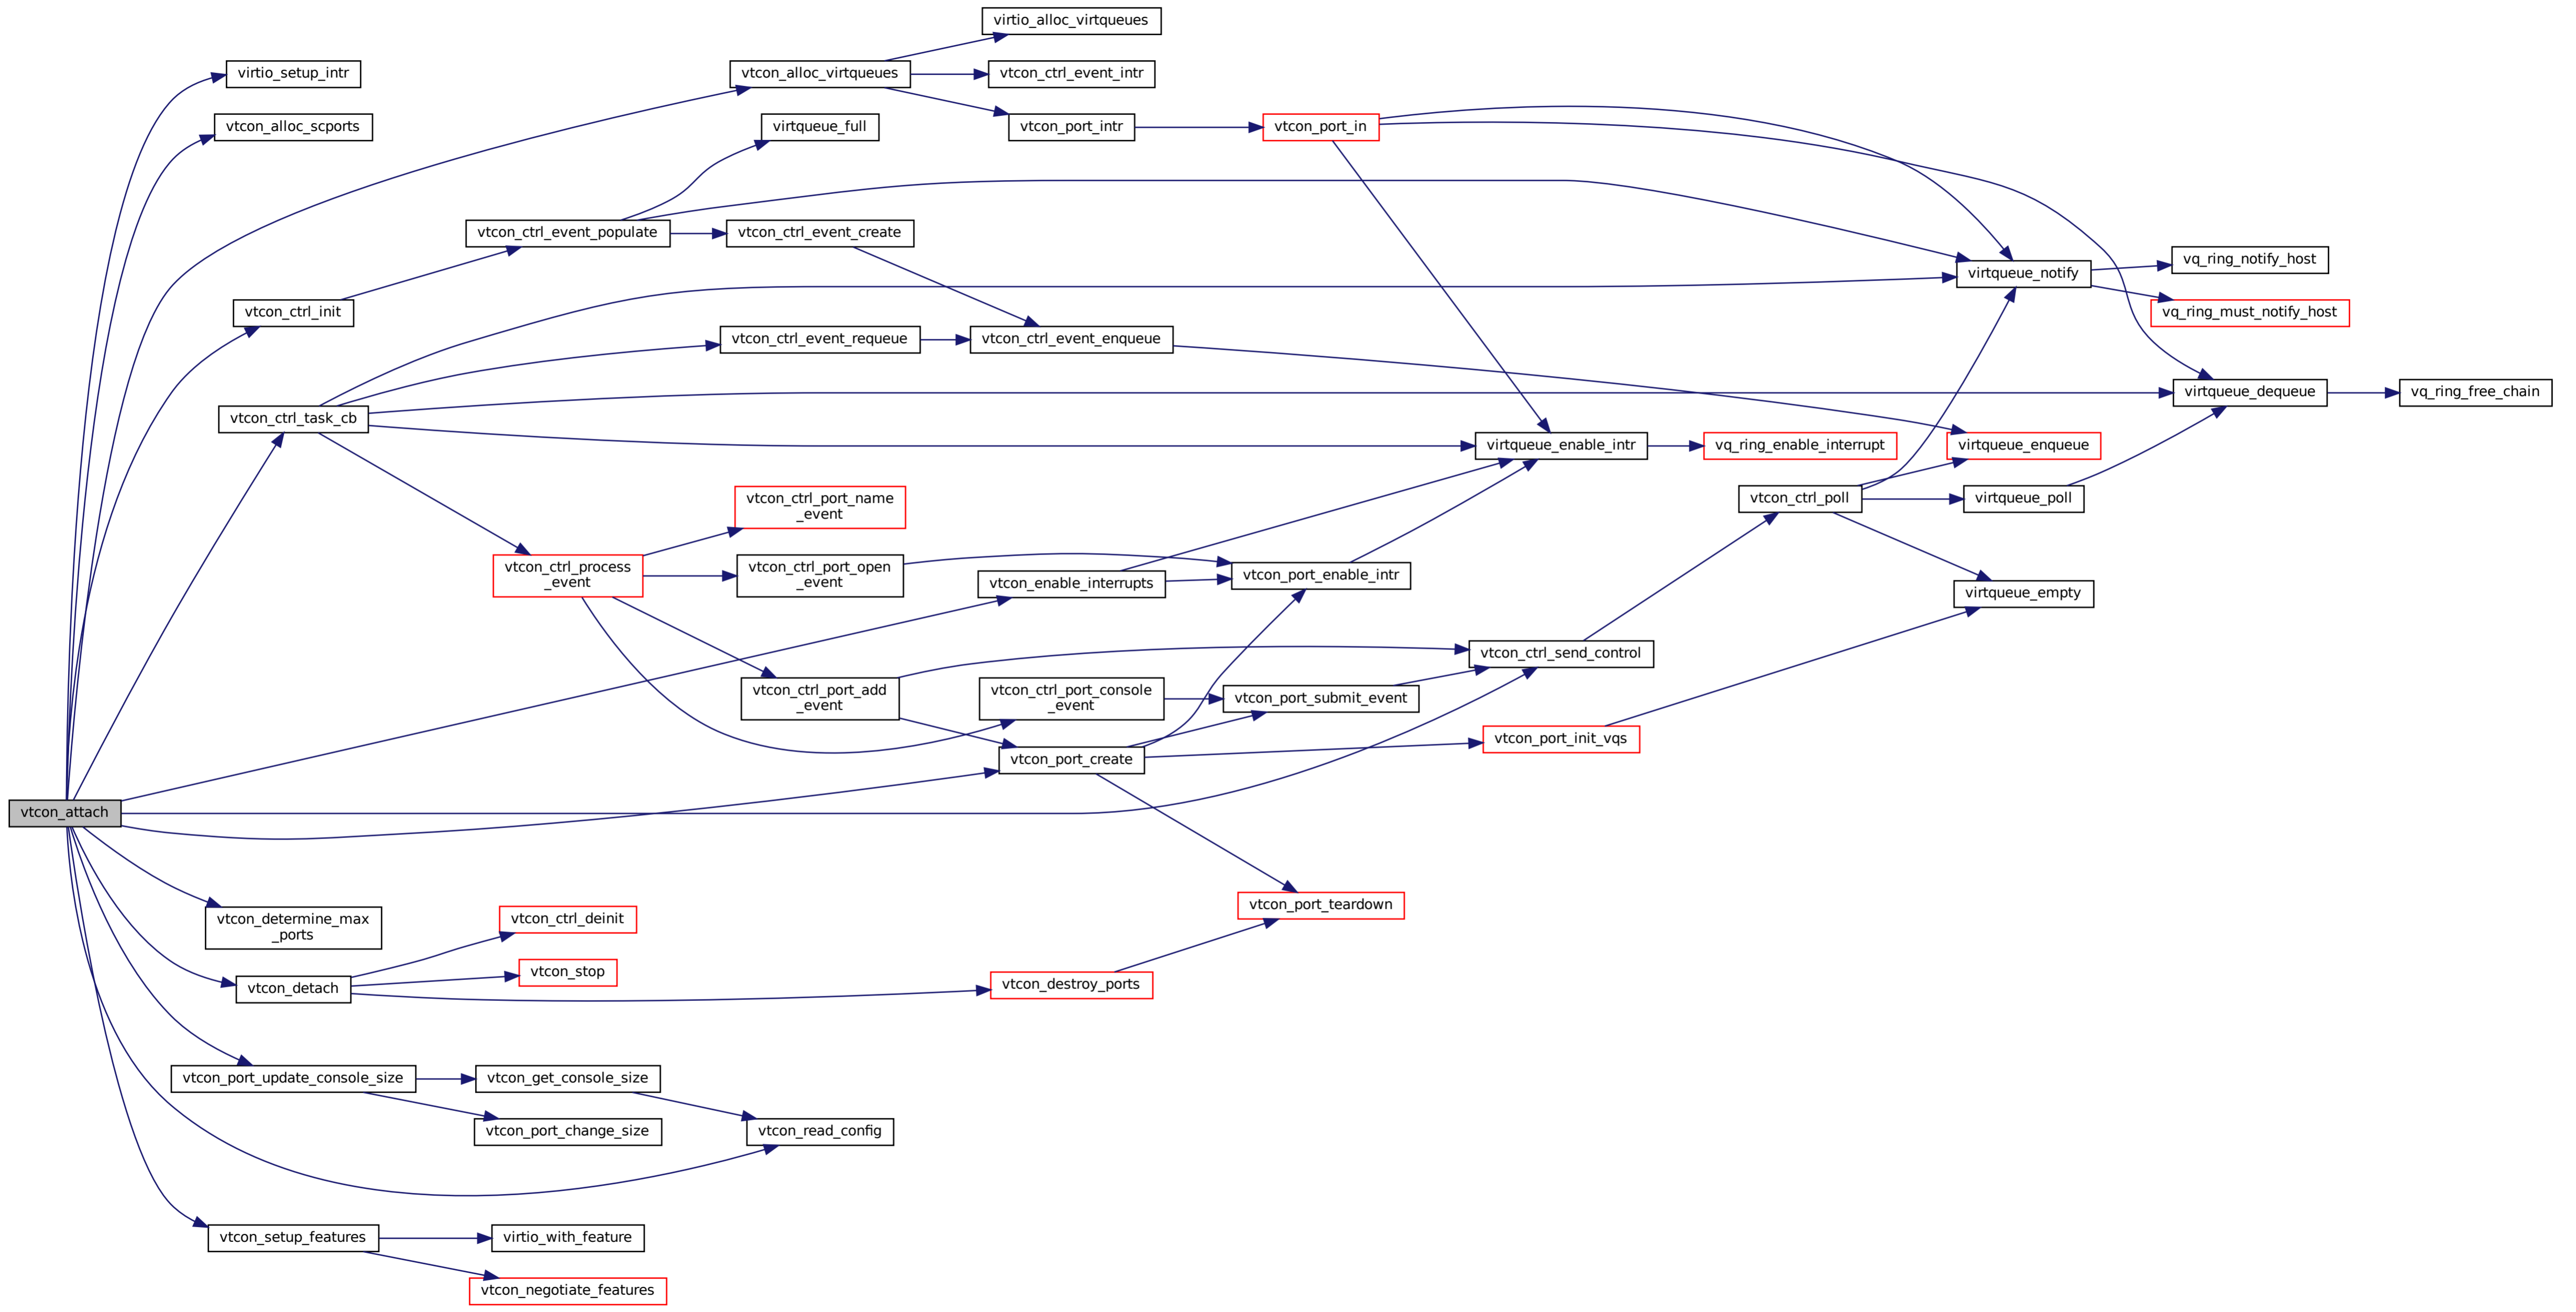 virtio_alloc_virtqueues
virtio_setup_intr
vtcon_alloc_virtqueues
vtcon_ctrl_event_intr
vtcon_alloc_scports
virtqueue_full
vtcon_port_intr
vtcon_port_in
vtcon_ctrl_event_populate
vtcon_ctrl_event_create
virtqueue_notify
vq_ring_notify_host
vtcon_ctrl_init
vq_ring_must_notify_host
vtcon_ctrl_event_requeue
vtcon_ctrl_event_enqueue
virtqueue_dequeue
vq_ring_free_chain
vtcon_ctrl_task_cb
virtqueue_enable_intr
vq_ring_enable_interrupt
virtqueue_enqueue
vtcon_ctrl_port_name
_event
vtcon_ctrl_poll
virtqueue_poll
vtcon_ctrl_process
_event
vtcon_ctrl_port_open
_event
vtcon_enable_interrupts
vtcon_port_enable_intr
virtqueue_empty
vtcon_ctrl_send_control
vtcon_ctrl_port_add
_event
vtcon_ctrl_port_console
_event
vtcon_port_submit_event
vtcon_port_init_vqs
vtcon_port_create
vtcon_attach
vtcon_determine_max
_ports
vtcon_ctrl_deinit
vtcon_port_teardown
vtcon_stop
vtcon_detach
vtcon_destroy_ports
vtcon_port_update_console_size
vtcon_get_console_size
vtcon_port_change_size
vtcon_read_config
vtcon_setup_features
virtio_with_feature
vtcon_negotiate_features